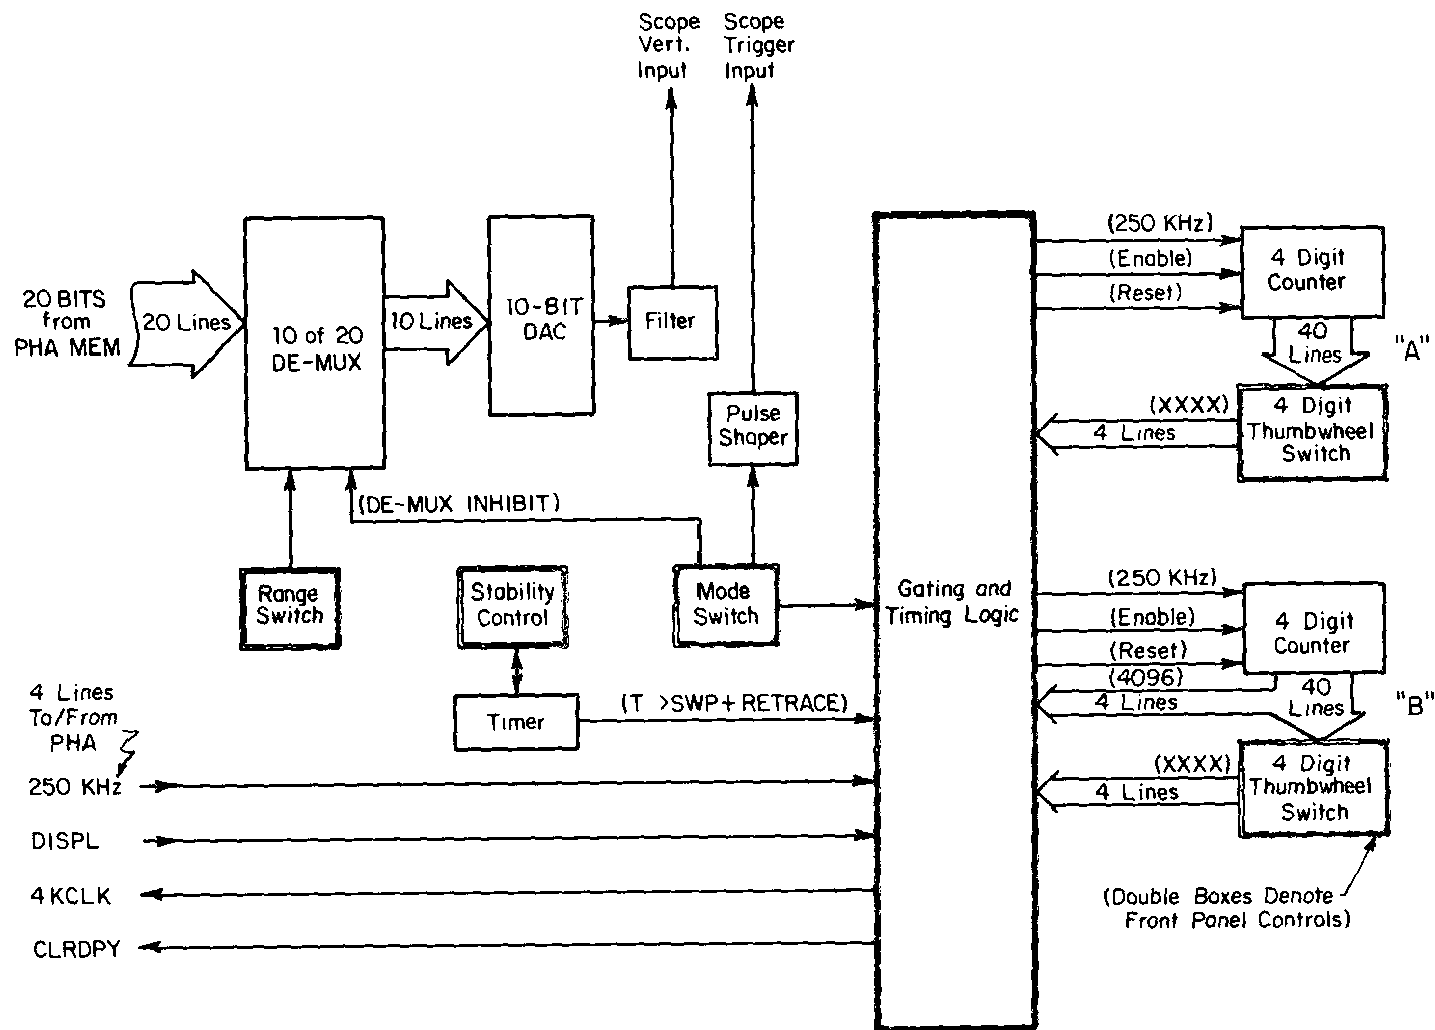 Scope
Vert.
Input
Scope
Trigger
Input
20 BITS
from
PHA MEM
20 Lines
10 of 20
DE-MUX
10 Lines
10-BIT
DAC
Filter
Pulse
Shaper
(DE-MUX INHIBIT)
Range
Switch
Stability
Control
Mode
Switch
Timer
(T >SWP+ RETRACE)
4 Lines
To/From
PHA
250 KHz
DISPL
4KCLK
CLRDPY
Gating and
Timing Logic
(250 KHz)
(Enable)
(Reset)
4 Digit
Counter
40
Lines
"A"
(XXXX)
4 Lines
4 Digit
Thumbwheel
Switch
(250 KHz)
(Enable)
(Reset)
(4096)
4 Lines
4 Digit
Counter
40
Lines
"B"
(XXXX)
4 Lines
4 Digit
Thumbwheel
Switch
(Double Boxes Denote
Front Panel Controls)